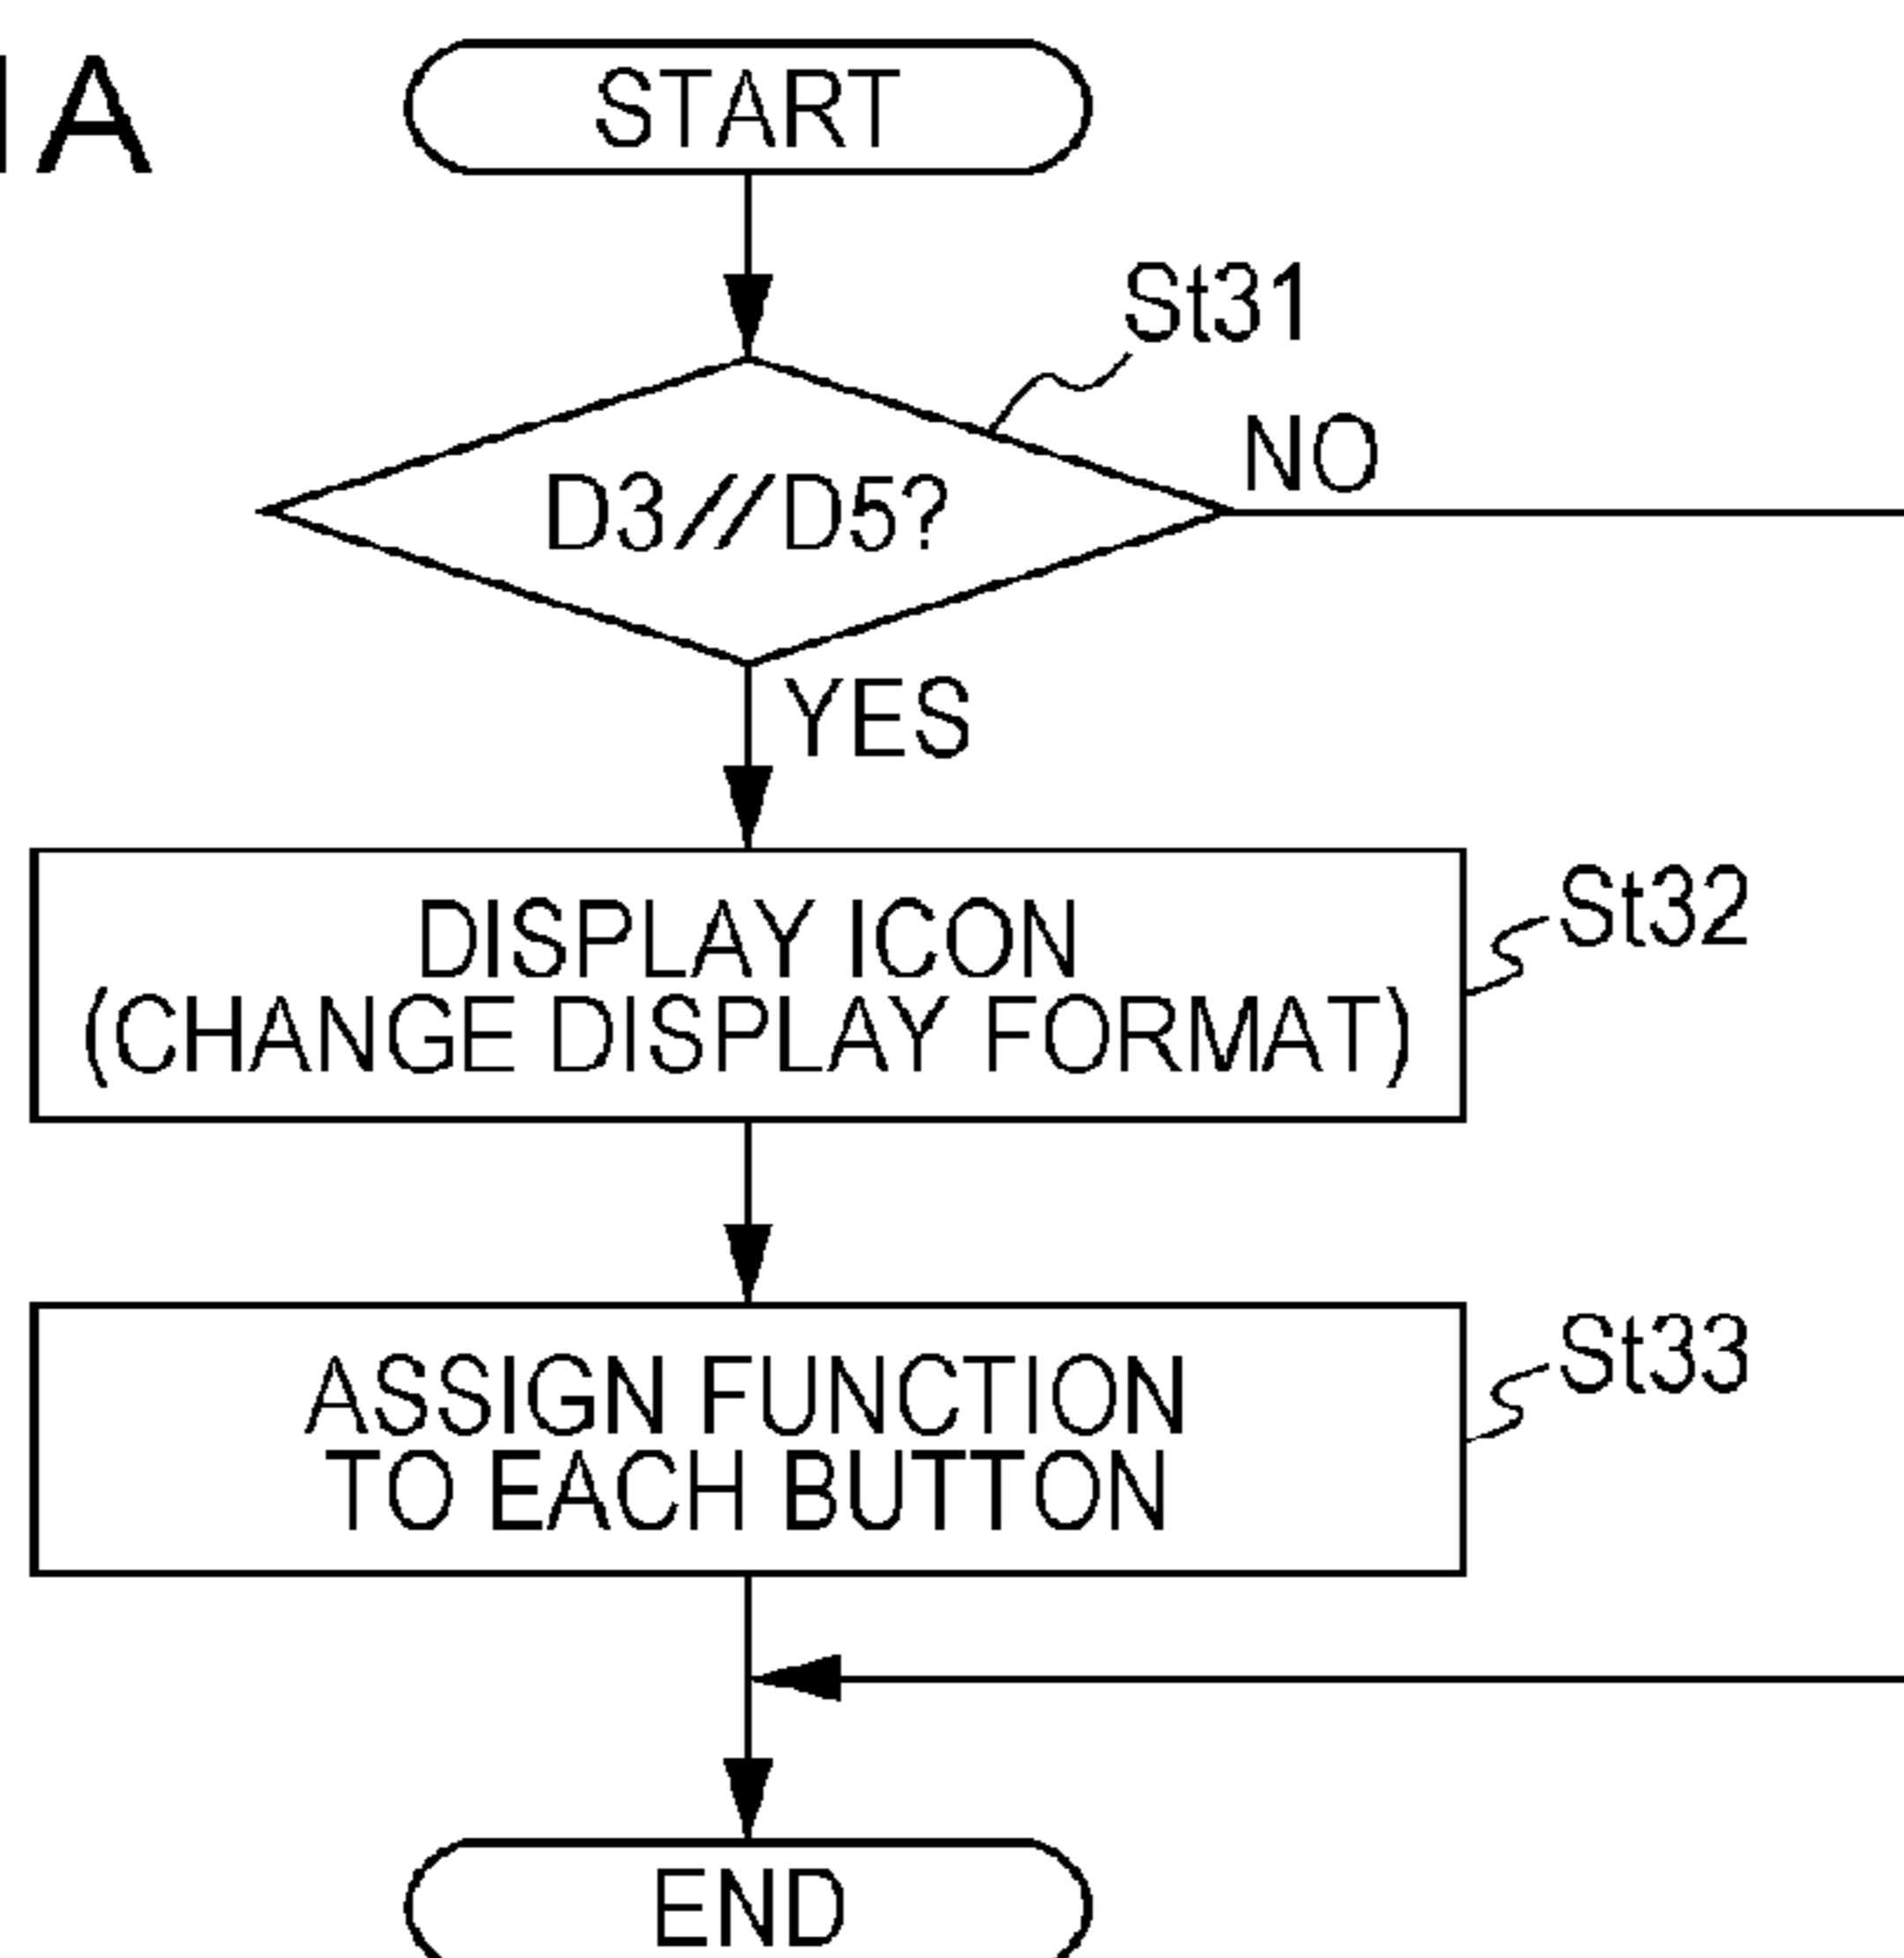 1A
START
St31
D3//D5?
NO
YES
DISPLAY ICON
(CHANGE DISPLAY FORMAT)
St32
ASSIGN FUNCTION
TO EACH BUTTON
St33
END